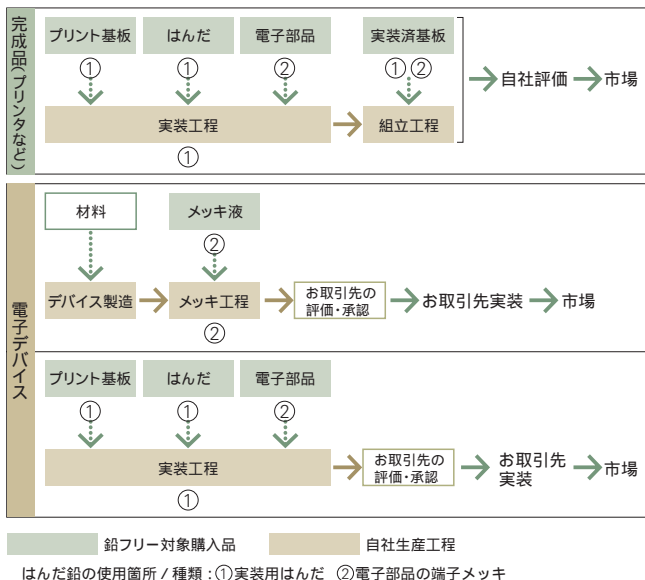 完成品(プリンタなど)
プリント基板 はんだ 電子部品 実装済基板
① ① ② ① ②
自社評価 市場
実装工程 組立工程
①
電子デバイス
材料 メッキ液
②
デバイス製造 メッキ工程 お取引先の
評価・承認 お取引先実装 市場
②
プリント基板 はんだ 電子部品
① ① ②
実装工程 お取引先の
評価・承認 お取引先
実装 市場
①
鉛フリー対象購入品 自社生産工程
はんだ鉛の使用箇所 / 種類 : ①実装用はんだ ②電子部品の端子メッキ